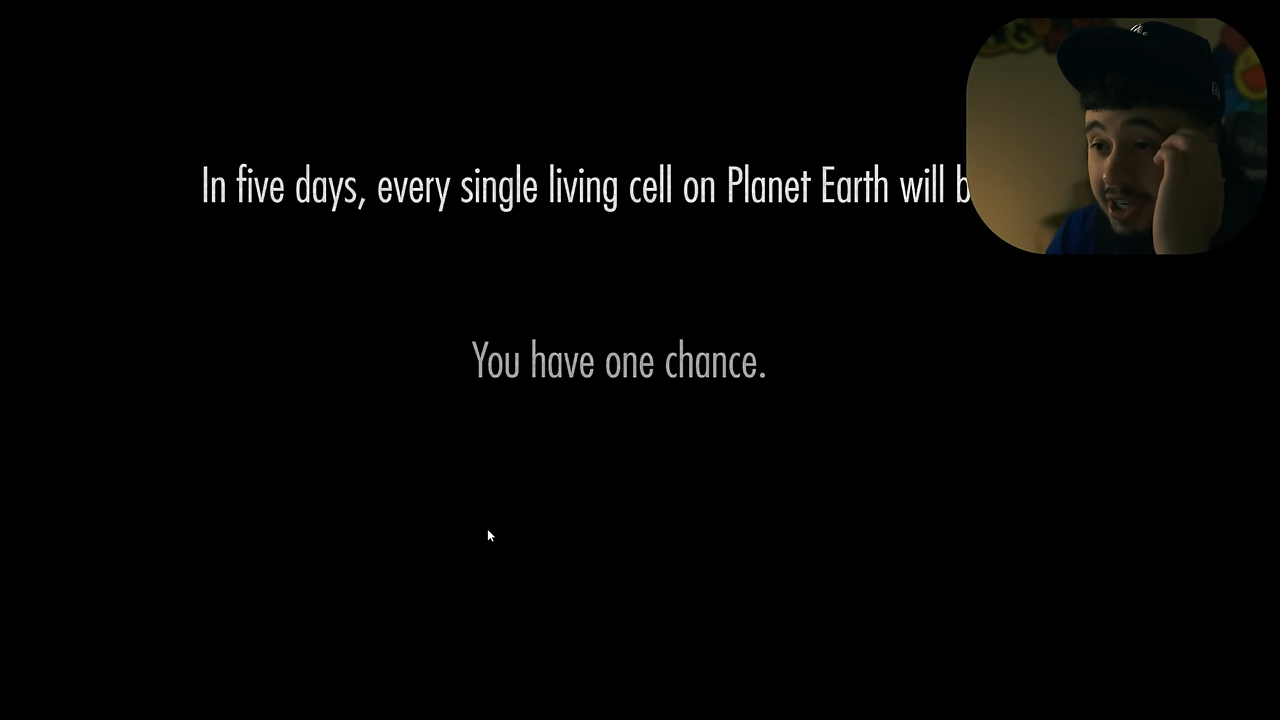 In five days, every single living cell on Planet Earth will
You have one chance.